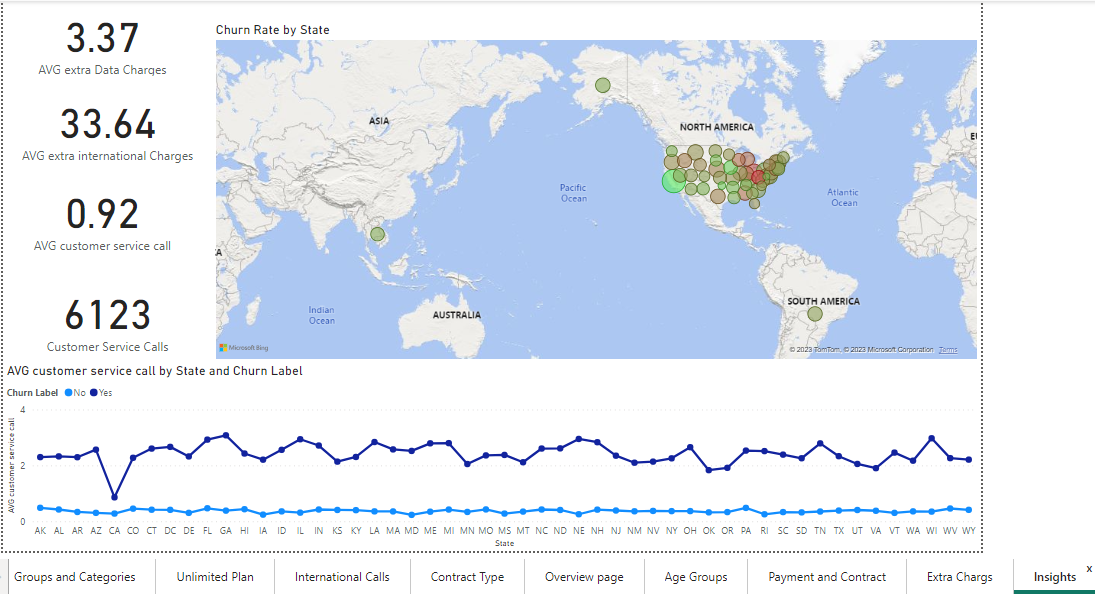 3.37
AVG extra Data Charges
33.64
AVG extra international Charges
0.92
AVG customer service call
6123
Customer Service Calls
Churn Rate by State
ASIA
NORTH AMERICA
EU
Pacific
Ocean
Atlantic
Ocean
CA
Indian
Ocean
AUSTRALIA
SOUTH AMERICA
Microsoft Bing
© 2023 TomTom, © 2023 Microsoft Corporation Terms
AVG customer service call by State and Churn Label
Churn Label No Yes
AVG customer service call
4
2
0
AK AL AR AZ CA CO CT DC DE FL GA HI IA ID IL IN KS KY LA MA MD ME MI MN MO MS MT NC ND NE NH NJ NM NV NY OH OK OR PA RI SC SD TN TX UT VA VT WA WI WV WY
State
Groups and Categories Unlimited Plan International Calls Contract Type Overview page Age Groups Payment and Contract Extra Chargs Insights x